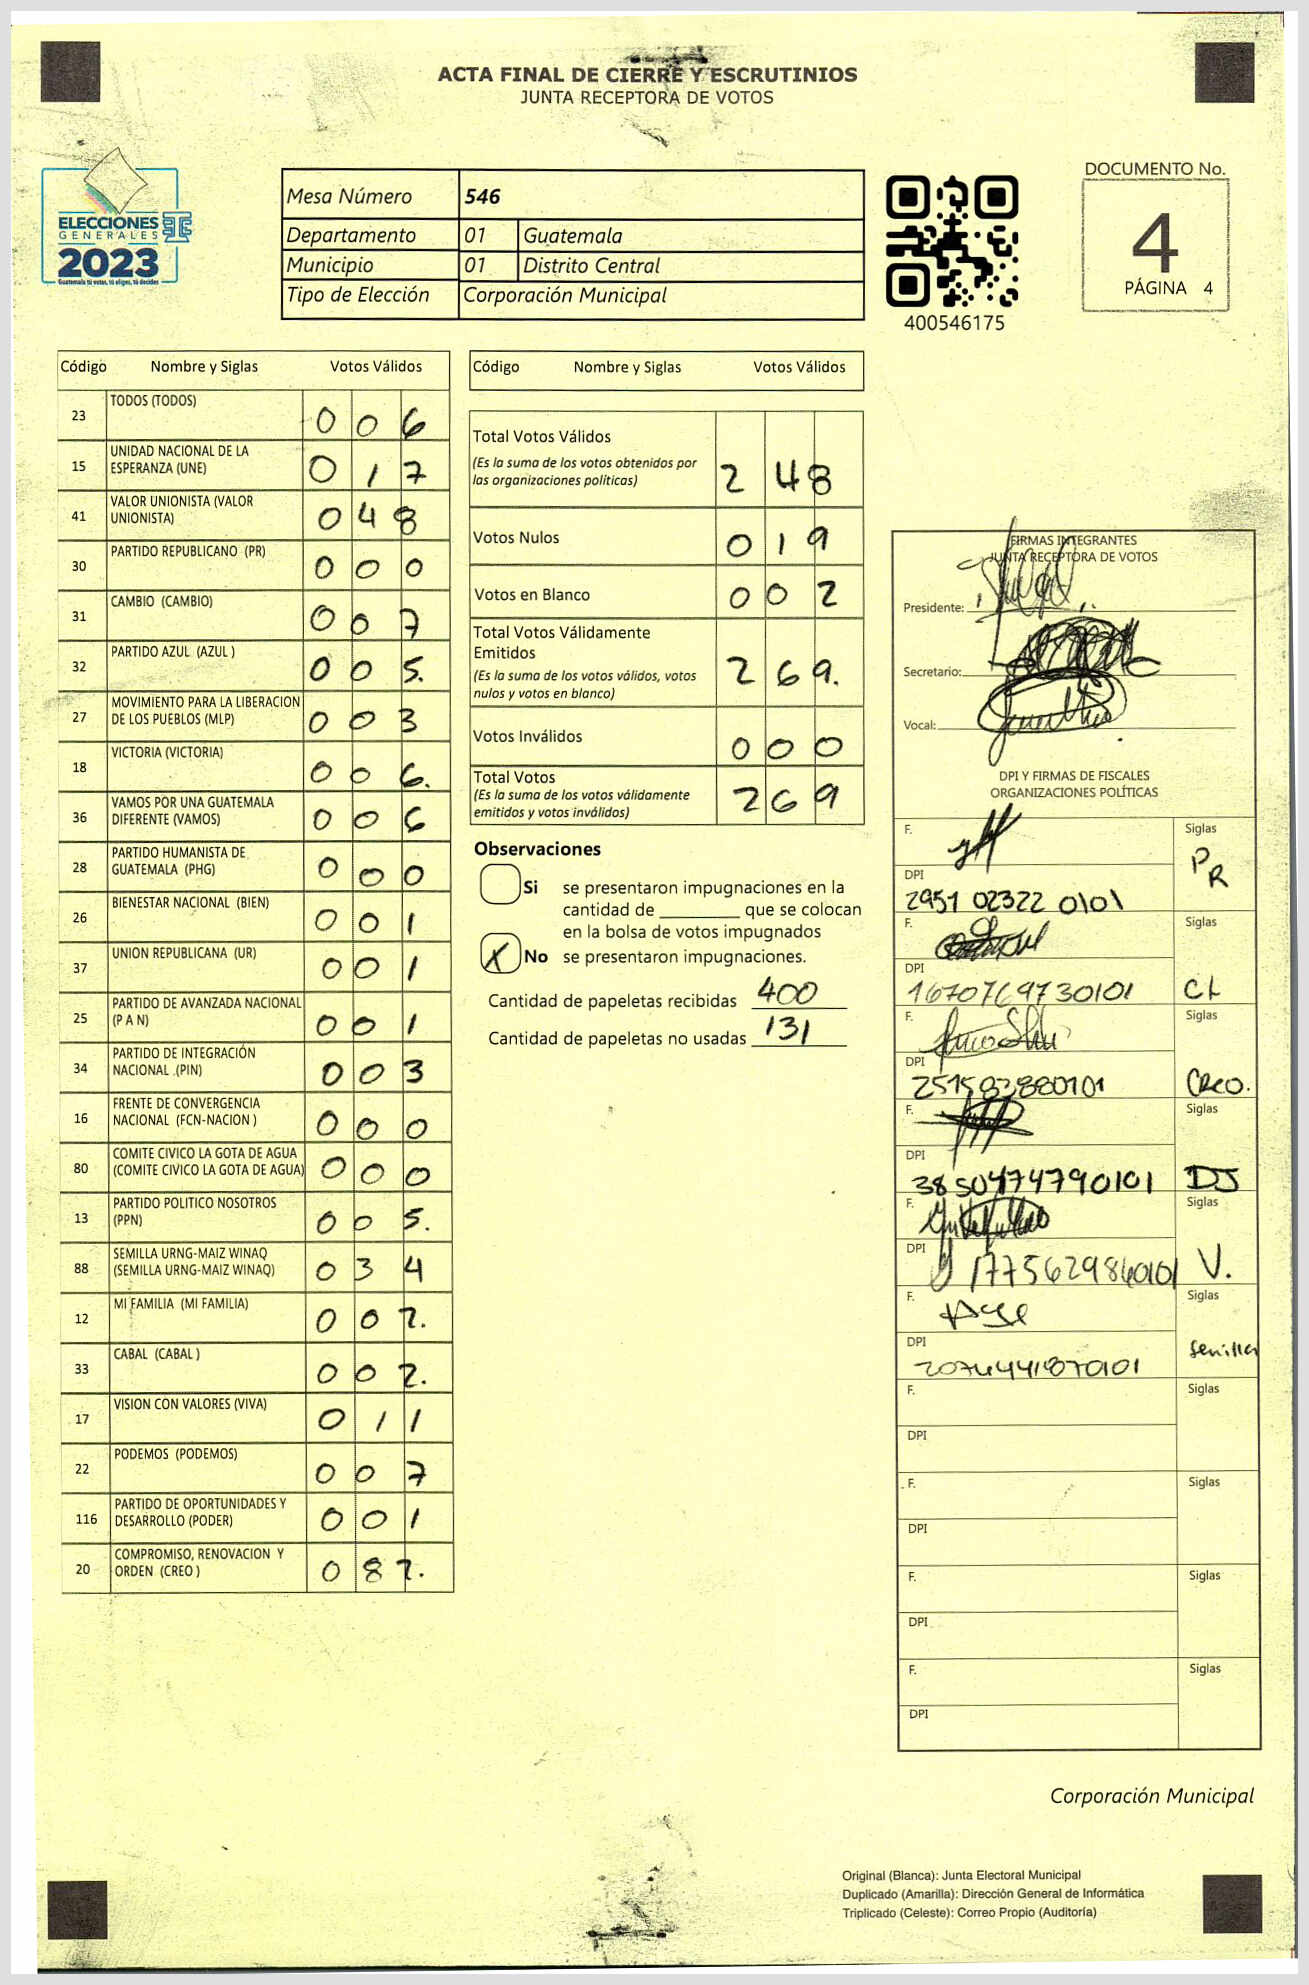 ACTA FINAL DE CIERRE Y ESCRUTINIOS
JUNTA RECEPTORA DE VOTOS
ELECCIONES
GENERALES
2023
Guatemala tú votas, tú eliges, tú decides
Mesa Número 546
Departamento 01 Guatemala
Municipio 01 Distrito Central
Tipo de Elección Corporación Municipal
400546175
DOCUMENTO No.
4
PÁGINA 4
Código Nombre y Siglas Votos Válidos
23 TODOS (TODOS) 0 0 6
15 UNIDAD NACIONAL DE LA ESPERANZA (UNE) 0 1 7
41 VALOR UNIONISTA (VALOR UNIONISTA) 0 4 8
30 PARTIDO REPUBLICANO (PR) 0 0 0
31 CAMBIO (CAMBIO) 0 0 7
32 PARTIDO AZUL (AZUL ) 0 0 5.
27 MOVIMIENTO PARA LA LIBERACION DE LOS PUEBLOS (MLP) 0 0 3
18 VICTORIA (VICTORIA) 0 0 6.
36 VAMOS POR UNA GUATEMALA DIFERENTE (VAMOS) 0 0 6
28 PARTIDO HUMANISTA DE GUATEMALA (PHG) 0 0 0
26 BIENESTAR NACIONAL (BIEN) 0 0 1
37 UNION REPUBLICANA (UR) 0 0 1
25 PARTIDO DE AVANZADA NACIONAL (P A N) 0 0 1
34 PARTIDO DE INTEGRACIÓN NACIONAL (PIN) 0 0 3
16 FRENTE DE CONVERGENCIA NACIONAL (FCN-NACION ) 0 0 0
80 COMITE CIVICO LA GOTA DE AGUA (COMITE CIVICO LA GOTA DE AGUA) 0 0 0
13 PARTIDO POLITICO NOSOTROS (PPN) 0 0 5.
88 SEMILLA URNG-MAIZ WINAQ (SEMILLA URNG-MAIZ WINAQ) 0 3 4
12 MI FAMILIA (MI FAMILIA) 0 0 2.
33 CABAL (CABAL ) 0 0 2.
17 VISION CON VALORES (VIVA) 0 1 1
22 PODEMOS (PODEMOS) 0 0 7
116 PARTIDO DE OPORTUNIDADES Y DESARROLLO (PODER) 0 0 1
20 COMPROMISO, RENOVACION Y ORDEN (CREO ) 0 8 2.
Código Nombre y Siglas Votos Válidos
Total Votos Válidos
(Es la suma de los votos obtenidos por
las organizaciones políticas) 2 4 8
Votos Nulos 0 1 9
Votos en Blanco 0 0 2
Total Votos Válidamente
Emitidos
(Es la suma de los votos válidos, votos
nulos y votos en blanco) 2 6 9.
Votos Inválidos 0 0 0
Total Votos
(Es la suma de los votos válidamente
emitidos y votos inválidos) 2 6 9
Observaciones
Si se presentaron impugnaciones en la
cantidad de ________ que se colocan
en la bolsa de votos impugnados
X No se presentaron impugnaciones.
Cantidad de papeletas recibidas 400
Cantidad de papeletas no usadas 131
FIRMAS INTEGRANTES
JUNTA RECEPTORA DE VOTOS
Presidente:
Secretario:
Vocal:
DPI Y FIRMAS DE FISCALES
ORGANIZACIONES POLÍTICAS
F. Siglas
PR
DPI
2951 02322 0101
F. Siglas
DPI
1670769730101 CL
F. Siglas
DPI
251583880101 Creo.
F. Siglas
DPI
3850474790101 DJ
F. Siglas
DPI
1775629860101 V.
F. Siglas
DPI Semilla
2074441870101
F. Siglas
DPI
F. Siglas
DPI
F. Siglas
DPI
F. Siglas
DPI
Corporación Municipal
Original (Blanca): Junta Electoral Municipal
Duplicado (Amarilla): Dirección General de Informática
Triplicado (Celeste): Correo Propio (Auditoría)